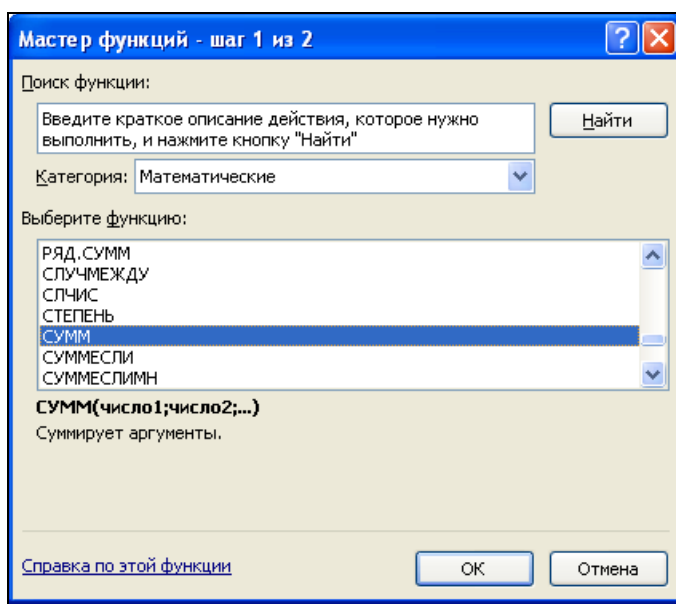 Мастер функций - шаг 1 из 2
Поиск функции:
Введите краткое описание действия, которое нужно
выполнить, и нажмите кнопку "Найти"
Найти
Категория: Математические
Выберите функцию:
РЯД.СУММ
СЛУЧМЕЖДУ
СЛЧИС
СТЕПЕНЬ
СУММ
СУММЕСЛИ
СУММЕСЛИМН
СУММ(число1;число2;...)
Суммирует аргументы.
Справка по этой функции
ОК
Отмена